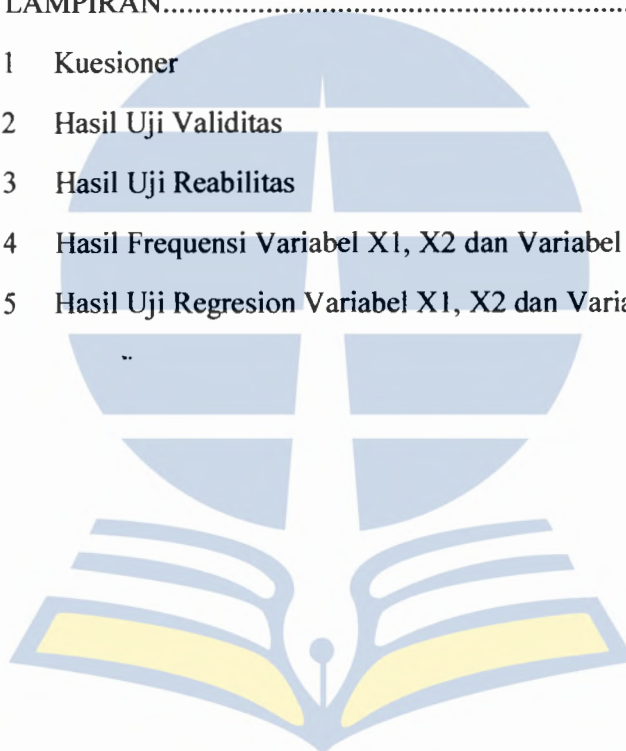 LAMPIRAN..........................................................
1 Kuesioner
2 Hasil Uji Validitas
3 Hasil Uji Reabilitas
4 Hasil Frequensi Variabel X1, X2 dan Variabel
5 Hasil Uji Regresion Variabel X1, X2 dan